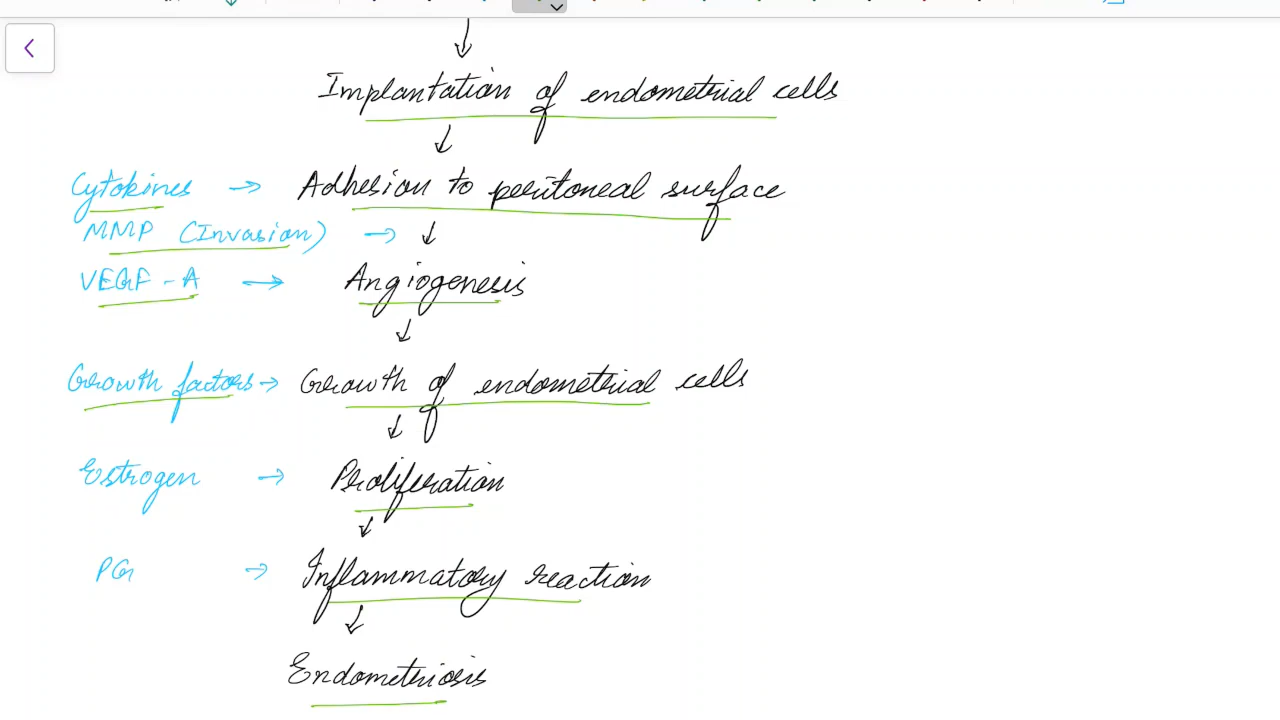 Implantation of endometrial cells
Cytokines → Adhesion to peritoneal surface
MMP (Invasion) →
VEGF-A → Angiogenesis
Growth factors → Growth of endometrial cells
Estrogen → Proliferation
PG → Inflammatory reaction
Endometriosis